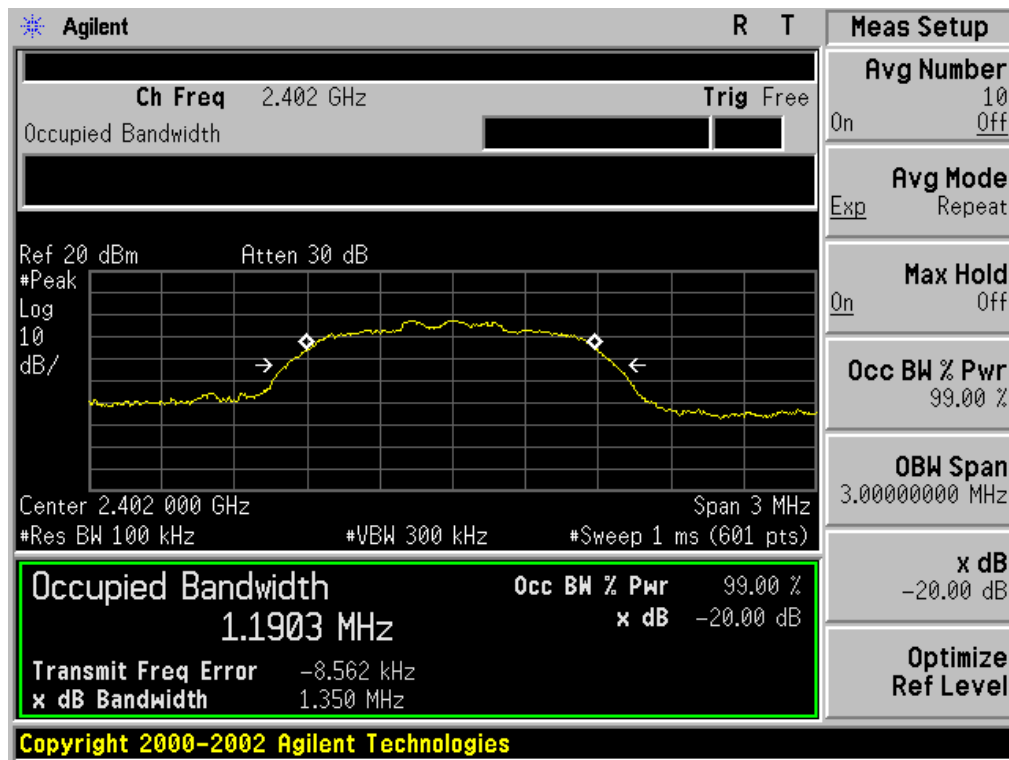 Agilent R T Meas Setup
Ch Freq 2.402 GHz Trig Free
Occupied Bandwidth
Ref 20 dBm Atten 30 dB
#Peak
Log
10
dB/
Center 2.402 000 GHz Span 3 MHz
#Res BW 100 kHz #VBW 300 kHz #Sweep 1 ms (601 pts)
Occupied Bandwidth Occ BW % Pwr 99.00 %
1.1903 MHz x dB -20.00 dB
Transmit Freq Error -8.562 kHz
x dB Bandwidth 1.350 MHz
Copyright 2000-2002 Agilent Technologies
Avg Number
10
On Off
Avg Mode
Exp Repeat
Max Hold
On Off
Occ BW % Pwr
99.00 %
OBW Span
3.00000000 MHz
x dB
-20.00 dB
Optimize
Ref Level